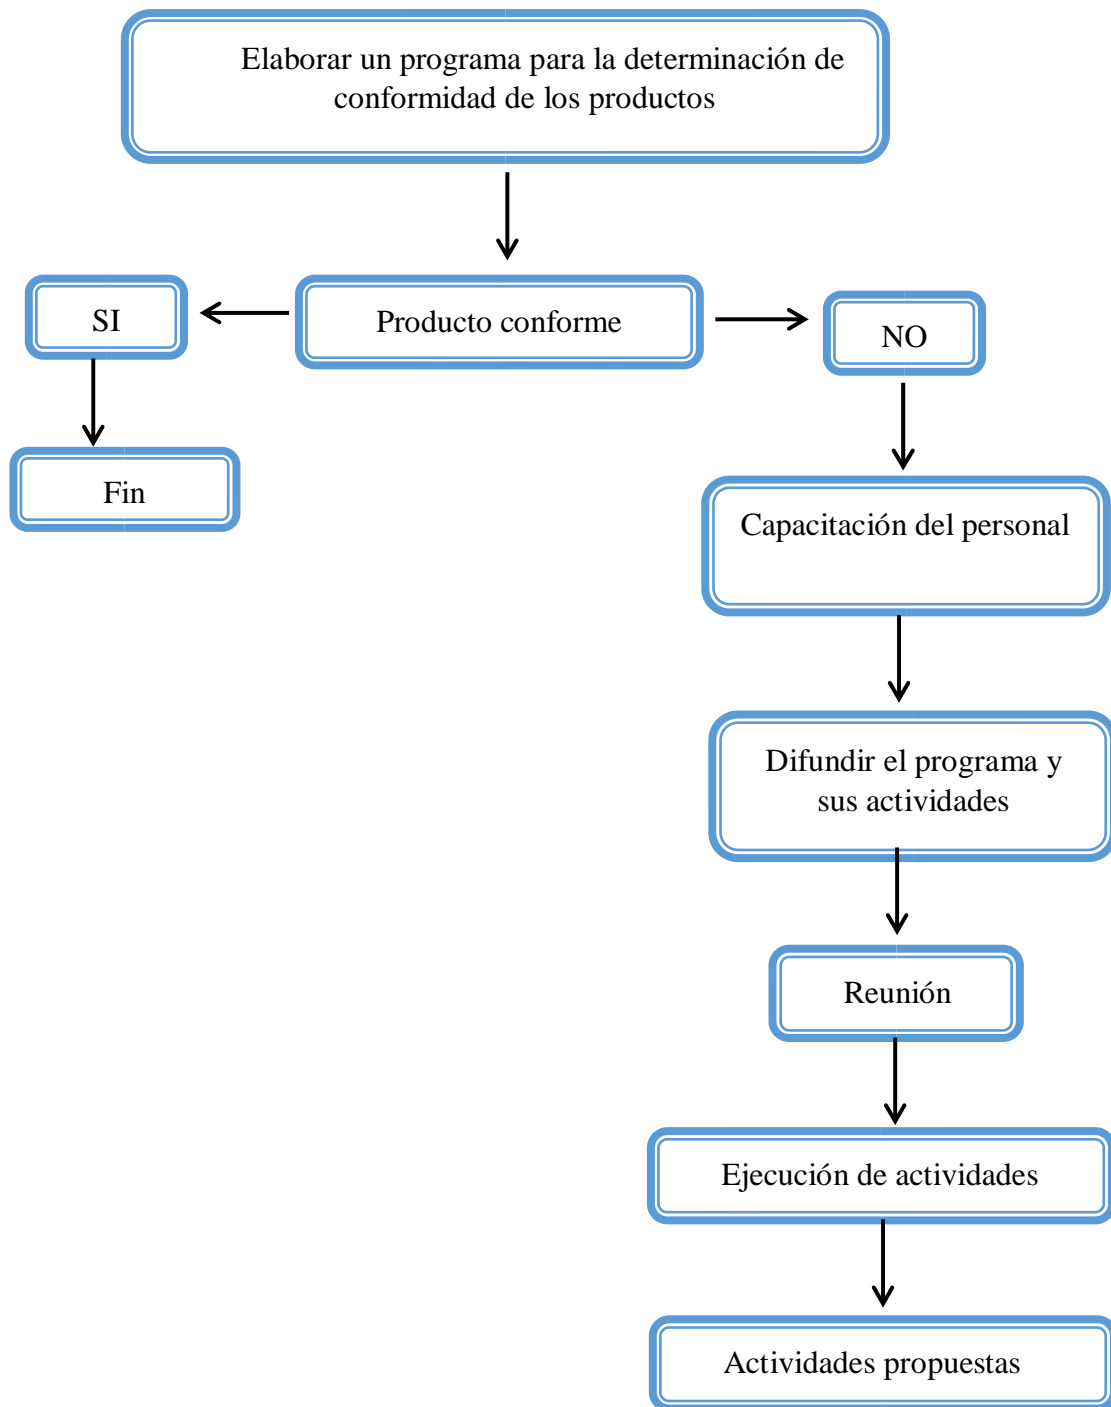 Elaborar un programa para la determinación de
conformidad de los productos
SI
Producto conforme
NO
Fin
Capacitación del personal
Difundir el programa y
sus actividades
Reunión
Ejecución de actividades
Actividades propuestas